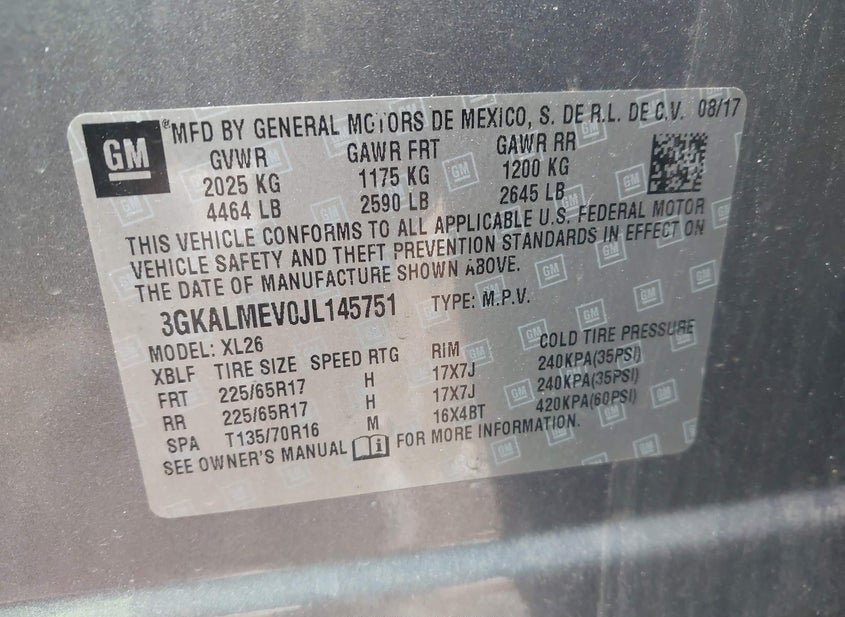 GM
®MFD BY GENERAL MOTORS DE MEXICO, S. DE R.L. DE C.V. 08/17
GVWR GAWR FRT GAWR RR
2025 KG 1175 KG 1200 KG
4464 LB 2590 LB 2645 LB
THIS VEHICLE CONFORMS TO ALL APPLICABLE U.S. FEDERAL MOTOR
VEHICLE SAFETY AND THEFT PREVENTION STANDARDS IN EFFECT ON
THE DATE OF MANUFACTURE SHOWN ABOVE.
3GKALMEV0JL145751 TYPE: M.P.V.
MODEL: XL26
XBLF TIRE SIZE SPEED RTG RIM COLD TIRE PRESSURE
FRT 225/65R17 H 17X7J 240KPA(35PSI)
RR 225/65R17 H 17X7J 240KPA(35PSI)
SPA T135/70R16 M 16X4BT 420KPA(60PSI)
SEE OWNER'S MANUAL FOR MORE INFORMATION.